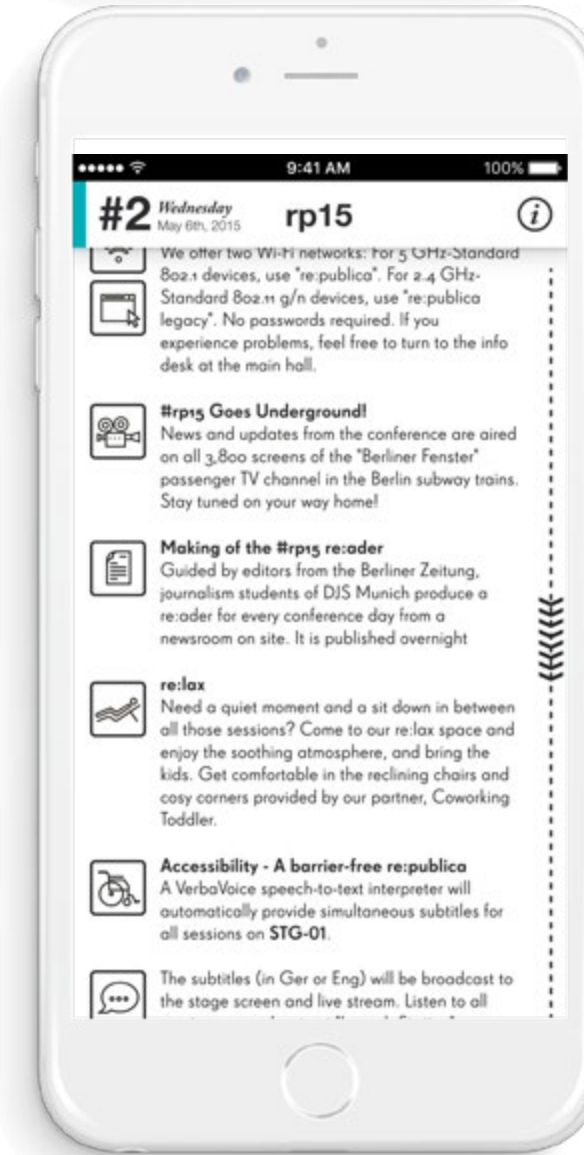 9:41 AM
100%
#2
Wednesday
May 6th, 2015
rp15
i
We offer two Wi-Fi networks: For 5 GHz-Standard
802.1 devices, use "re:publica". For 2.4 GHz-
Standard 802.11 g/n devices, use "re:publica
legacy". No passwords required. If you
experience problems, feel free to turn to the info
desk at the main hall.
#rp15 Goes Underground!
News and updates from the conference are aired
on all 3,800 screens of the "Berliner Fenster"
passenger TV channel in the Berlin subway trains.
Stay tuned on your way home!
Making of the #rp15 re:ader
Guided by editors from the Berliner Zeitung,
journalism students of DJS Munich produce a
re:ader for every conference day from a
newsroom on site. It is published overnight
re:lax
Need a quiet moment and a sit down in between
all those sessions? Come to our re:lax space and
enjoy the soothing atmosphere, and bring the
kids. Get comfortable in the reclining chairs and
cosy corners provided by our partner, Coworking
Toddler.
Accessibility - A barrier-free re:publica
A VerbaVoice speech-to-text interpreter will
automatically provide simultaneous subtitles for
all sessions on STG-01.
The subtitles (in Ger or Eng) will be broadcast to
the stage screen and live stream. Listen to all